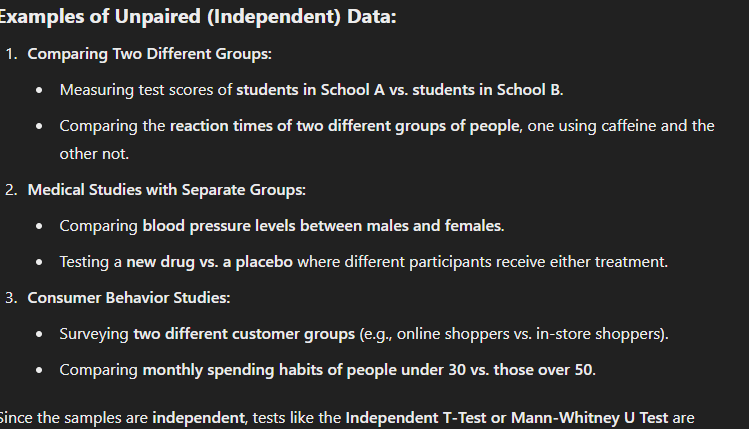 Examples of Unpaired (Independent) Data:
1. Comparing Two Different Groups:
• Measuring test scores of students in School A vs. students in School B.
• Comparing the reaction times of two different groups of people, one using caffeine and the
other not.
2. Medical Studies with Separate Groups:
• Comparing blood pressure levels between males and females.
• Testing a new drug vs. a placebo where different participants receive either treatment.
3. Consumer Behavior Studies:
• Surveying two different customer groups (e.g., online shoppers vs. in-store shoppers).
• Comparing monthly spending habits of people under 30 vs. those over 50.
Since the samples are independent, tests like the Independent T-Test or Mann-Whitney U Test are